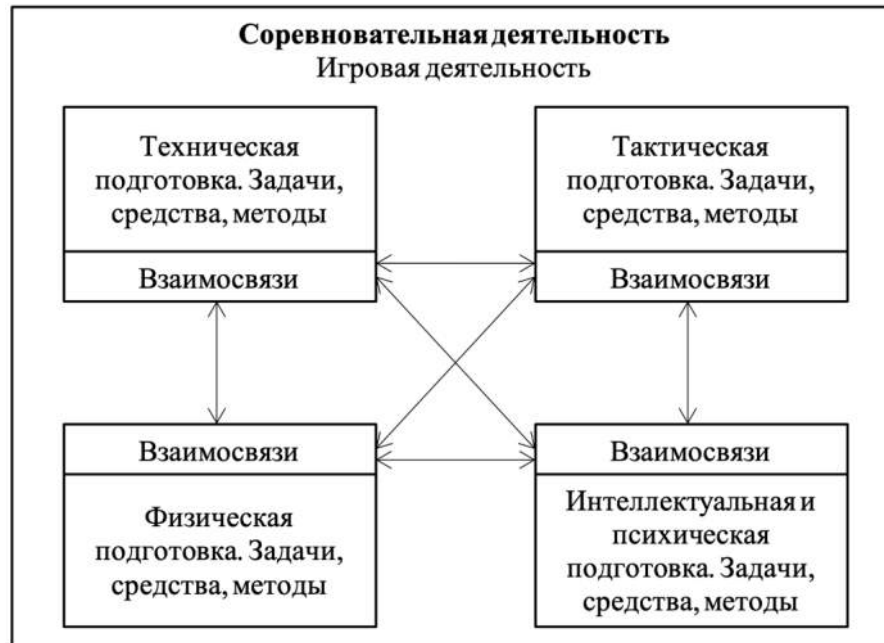 Соревновательная деятельность
Игровая деятельность
Техническая
подготовка. Задачи,
средства, методы
Взаимосвязи
Тактическая
подготовка. Задачи,
средства, методы
Взаимосвязи
Взаимосвязи
Физическая
подготовка. Задачи,
средства, методы
Взаимосвязи
Интеллектуальная и
психическая
подготовка. Задачи,
средства, методы